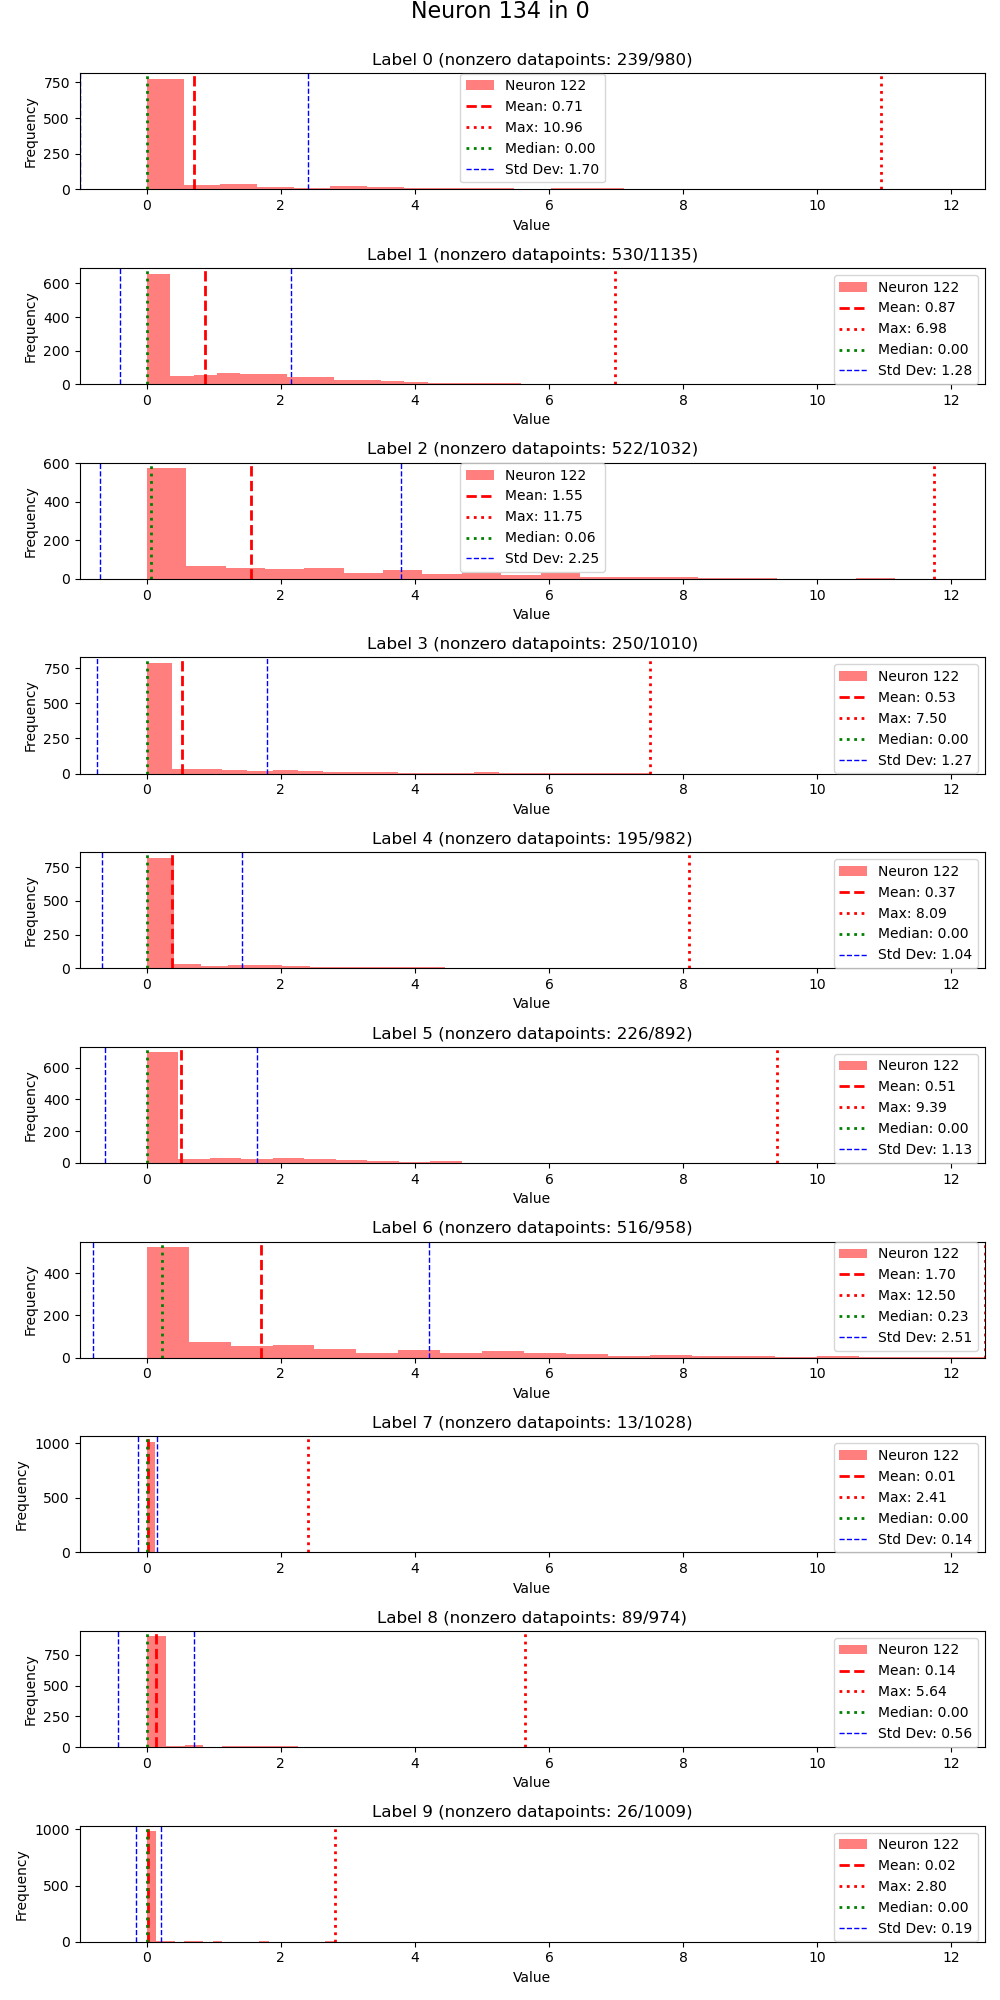 Neuron 134 in 0
Label 0 (nonzero datapoints: 239/980)
Frequency
750
500
250
0
Neuron 122
Mean: 0.71
Max: 10.96
Median: 0.00
Std Dev: 1.70
0 2 4 6 8 10 12
Value
Label 1 (nonzero datapoints: 530/1135)
Frequency
600
400
200
0
Neuron 122
Mean: 0.87
Max: 6.98
Median: 0.00
Std Dev: 1.28
0 2 4 6 8 10 12
Value
Label 2 (nonzero datapoints: 522/1032)
Frequency
600
400
200
0
Neuron 122
Mean: 1.55
Max: 11.75
Median: 0.06
Std Dev: 2.25
0 2 4 6 8 10 12
Value
Label 3 (nonzero datapoints: 250/1010)
Frequency
750
500
250
0
Neuron 122
Mean: 0.53
Max: 7.50
Median: 0.00
Std Dev: 1.27
0 2 4 6 8 10 12
Value
Label 4 (nonzero datapoints: 195/982)
Frequency
750
500
250
0
Neuron 122
Mean: 0.37
Max: 8.09
Median: 0.00
Std Dev: 1.04
0 2 4 6 8 10 12
Value
Label 5 (nonzero datapoints: 226/892)
Frequency
600
400
200
0
Neuron 122
Mean: 0.51
Max: 9.39
Median: 0.00
Std Dev: 1.13
0 2 4 6 8 10 12
Value
Label 6 (nonzero datapoints: 516/958)
Frequency
400
200
0
Neuron 122
Mean: 1.70
Max: 12.50
Median: 0.23
Std Dev: 2.51
0 2 4 6 8 10 12
Value
Label 7 (nonzero datapoints: 13/1028)
Frequency
1000
500
0
Neuron 122
Mean: 0.01
Max: 2.41
Median: 0.00
Std Dev: 0.14
0 2 4 6 8 10 12
Value
Label 8 (nonzero datapoints: 89/974)
Frequency
750
500
250
0
Neuron 122
Mean: 0.14
Max: 5.64
Median: 0.00
Std Dev: 0.56
0 2 4 6 8 10 12
Value
Label 9 (nonzero datapoints: 26/1009)
Frequency
1000
500
0
Neuron 122
Mean: 0.02
Max: 2.80
Median: 0.00
Std Dev: 0.19
0 2 4 6 8 10 12
Value